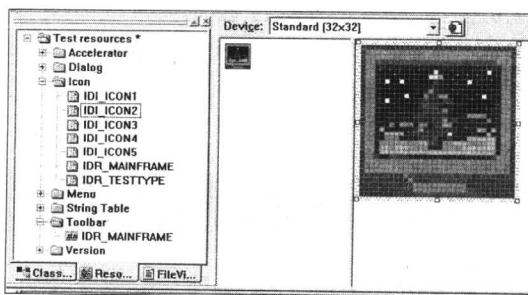 Test resources *
Accelerator
Dialog
Icon
IDI_ICON1
IDI_ICON2
IDI_ICON3
IDI_ICON4
IDI_ICON5
IDR_MAINFRAME
IDR_TESTTYPE
Menu
String Table
Toolbar
IDR_MAINFRAME
Version
Class... Reso... FileVi...
Device: Standard (32x32)